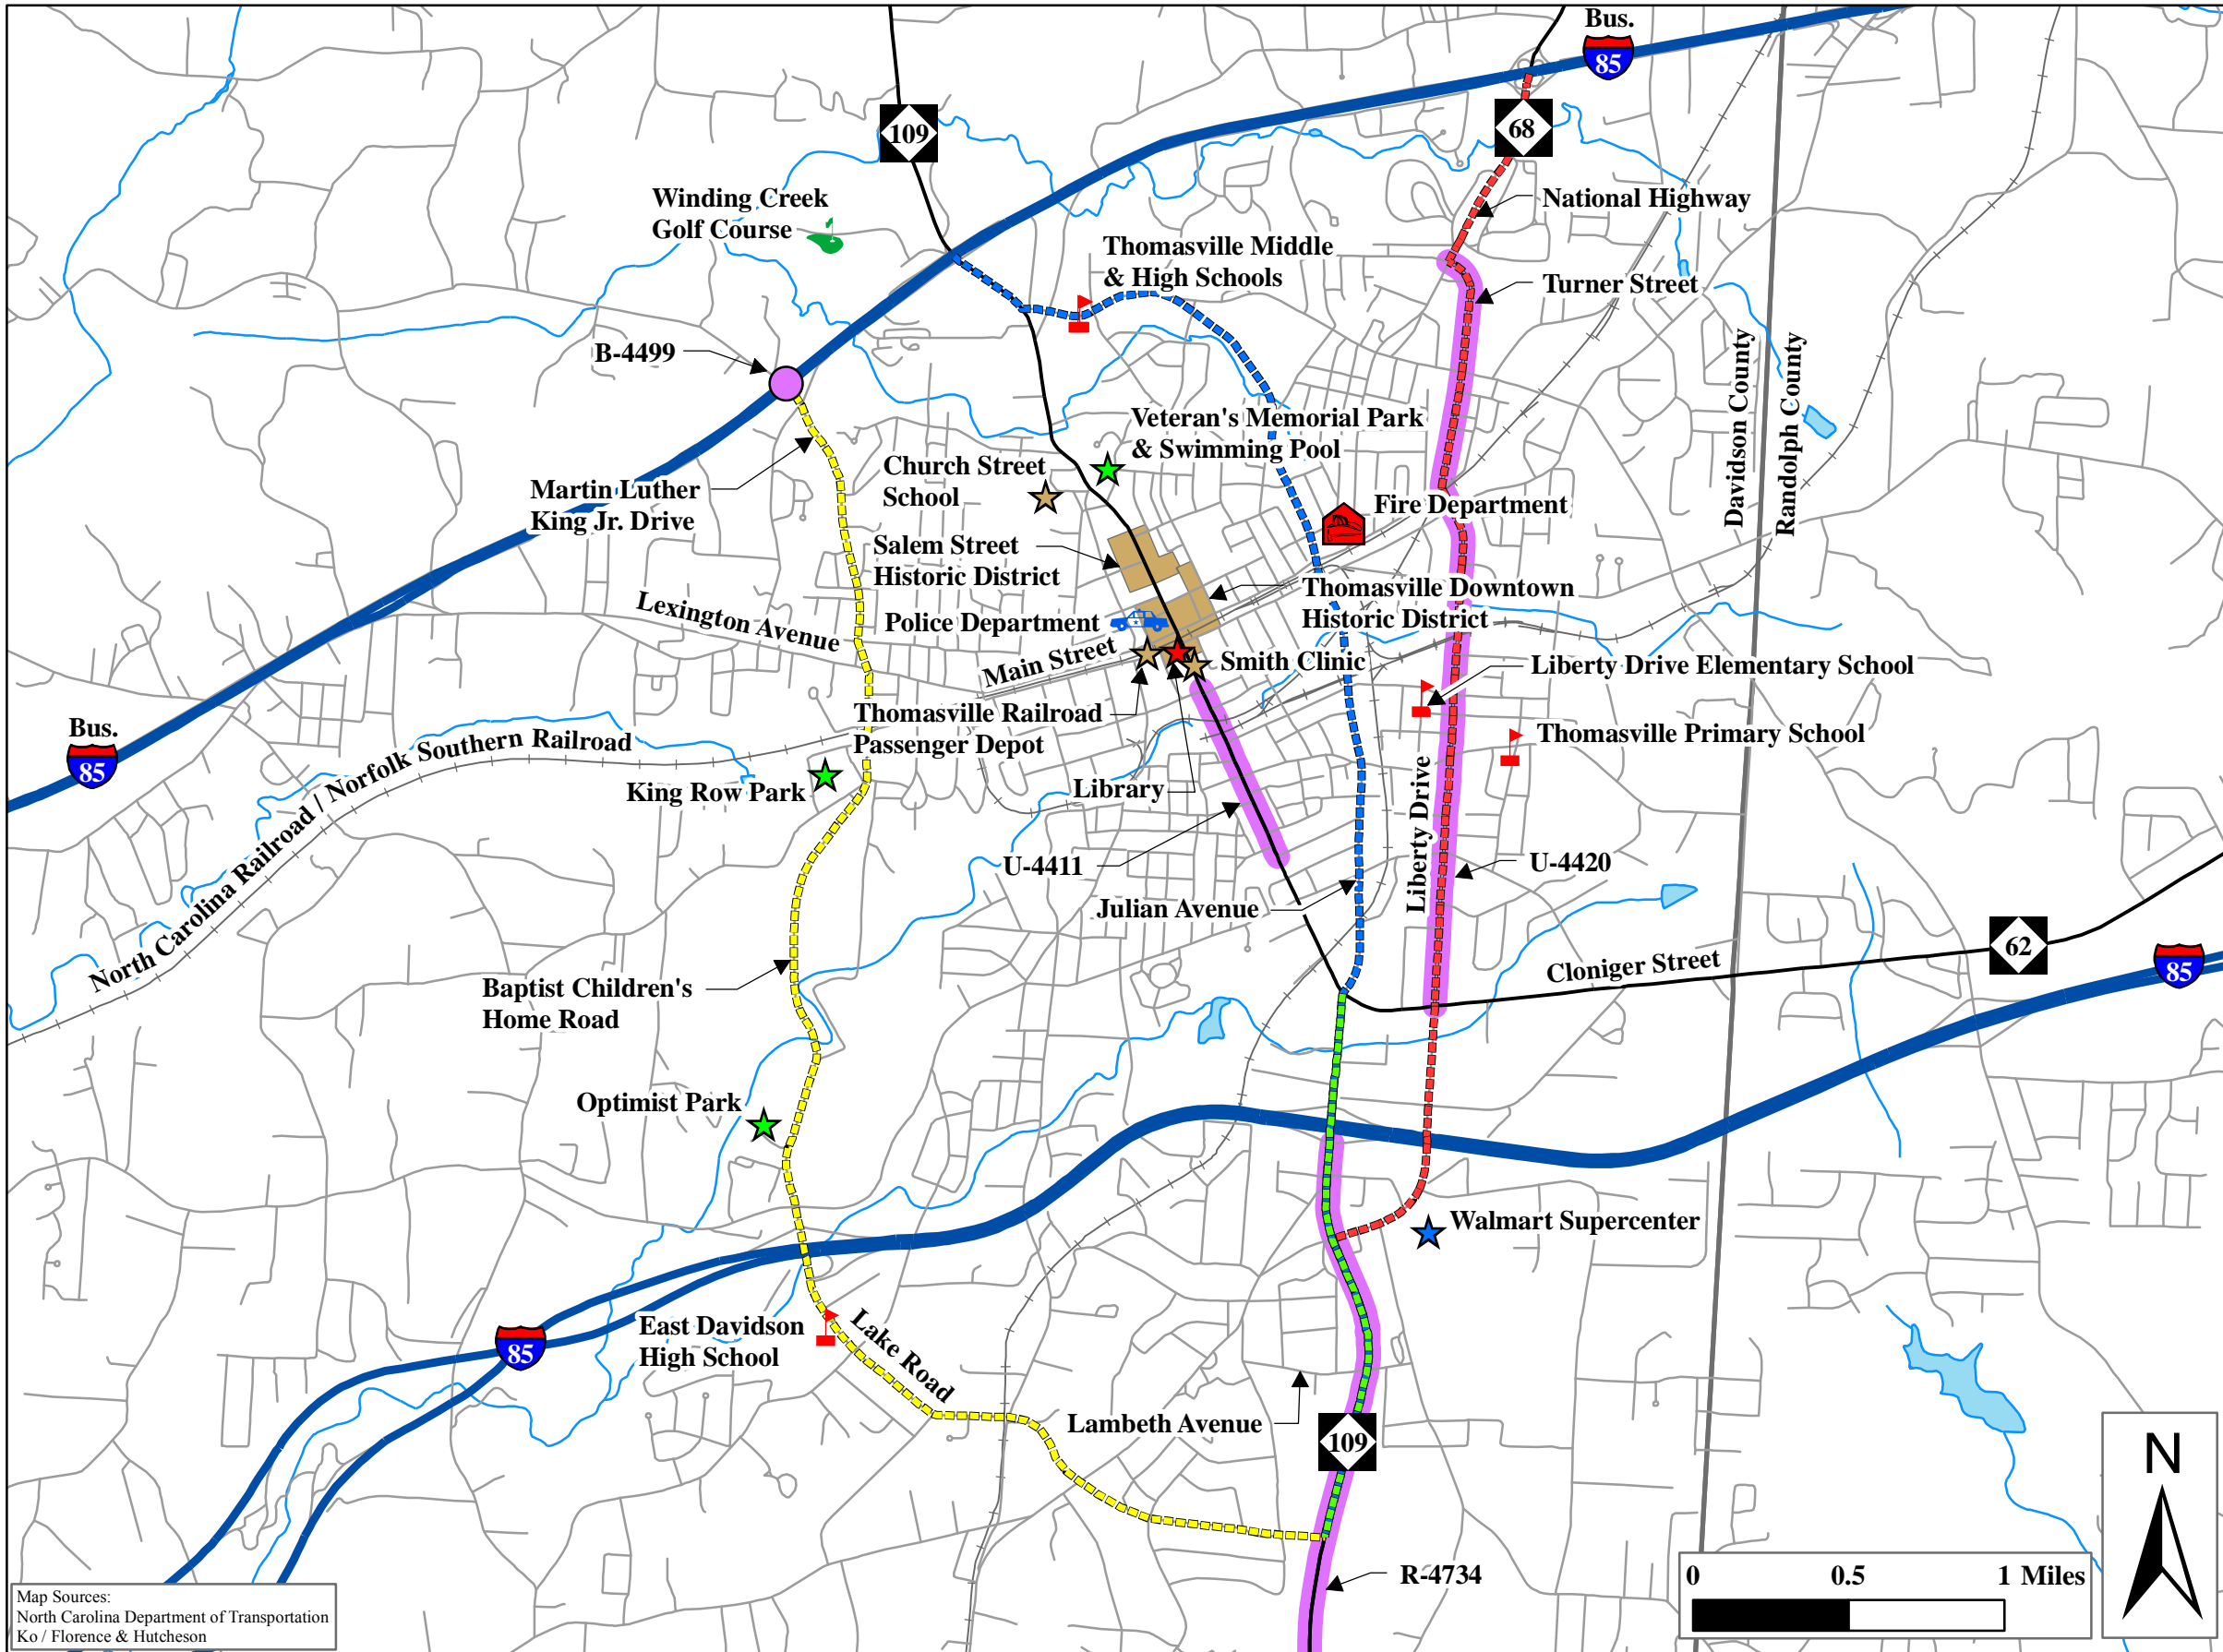 Bus.
85
109
68
Winding Creek
Golf Course
National Highway
Thomasville Middle
& High Schools
Turner Street
B-4499
Davidson County
Randolph County
Veteran's Memorial Park
& Swimming Pool
Church Street
School
Martin Luther
King Jr. Drive
Fire Department
Salem Street
Historic District
Thomasville Downtown
Historic District
Lexington Avenue
Police Department
Main Street
Smith Clinic
Liberty Drive Elementary School
Thomasville Railroad
Passenger Depot
Thomasville Primary School
Bus.
85
North Carolina Railroad / Norfolk Southern Railroad
King Row Park
Library
Liberty Drive
U-4411
U-4420
Julian Avenue
62
Cloniger Street
85
Baptist Children's
Home Road
Optimist Park
Walmart Supercenter
East Davidson
High School
85
Lake Road
Lambeth Avenue
109
N
R-4734
0 0.5 1 Miles
Map Sources:
North Carolina Department of Transportation
Ko / Florence & Hutcheson